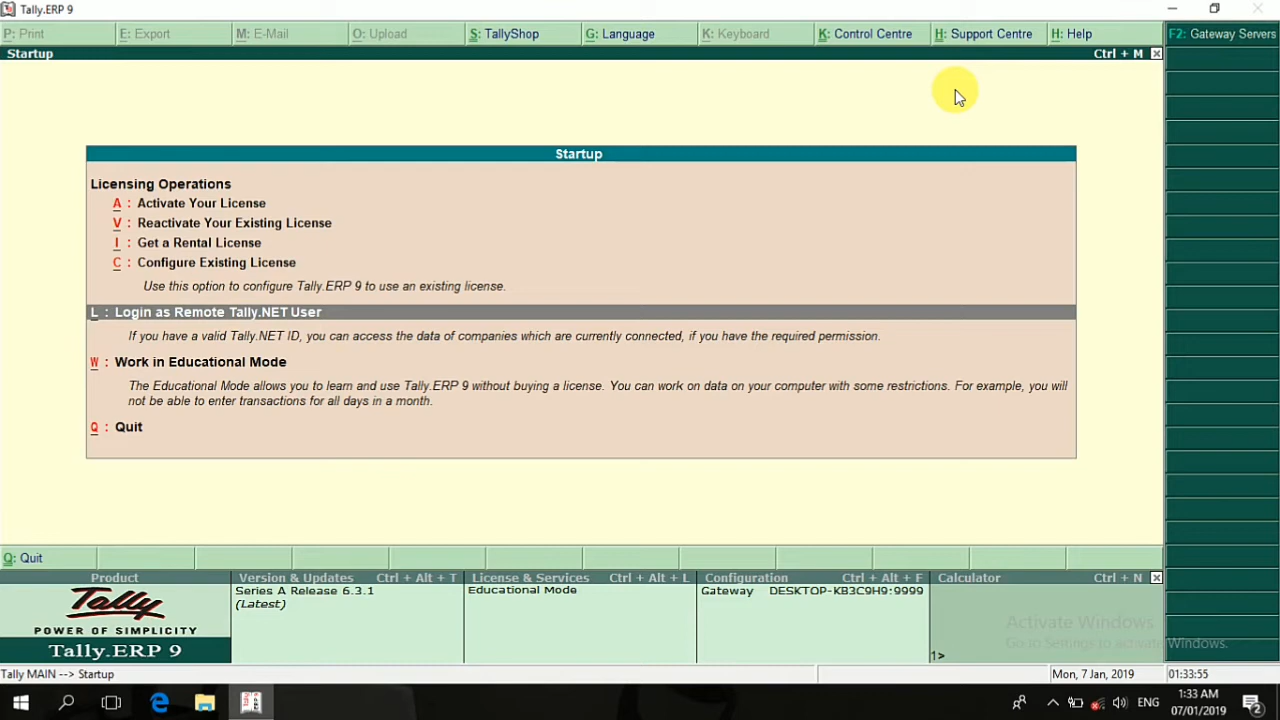 Tally.ERP 9
P: Print E: Export M: E-Mail O: Upload S: TallyShop G: Language K: Keyboard K: Control Centre H: Support Centre H: Help F2: Gateway Servers
Startup Ctrl + M
Startup
Licensing Operations
A : Activate Your License
V : Reactivate Your Existing License
I : Get a Rental License
C : Configure Existing License
Use this option to configure Tally.ERP 9 to use an existing license.
L : Login as Remote Tally.NET User
If you have a valid Tally.NET ID, you can access the data of companies which are currently connected, if you have the required permission.
W : Work in Educational Mode
The Educational Mode allows you to learn and use Tally.ERP 9 without buying a license. You can work on data on your computer with some restrictions. For example, you will
not be able to enter transactions for all days in a month.
Q : Quit
Q: Quit
Product Version & Updates Ctrl + Alt + T License & Services Ctrl + Alt + L Configuration Ctrl + Alt + F Calculator Ctrl + N
Series A Release 6.3.1 Educational Mode Gateway DESKTOP-KB3C9H9:9999
(Latest)
Tally
POWER OF SIMPLICITY
Tally.ERP 9
Activate Windows
Go to Settings to activate Windows.
1>
Tally MAIN --> Startup Mon, 7 Jan, 2019 01:33:55
ENG 1:33 AM
07/01/2019 2